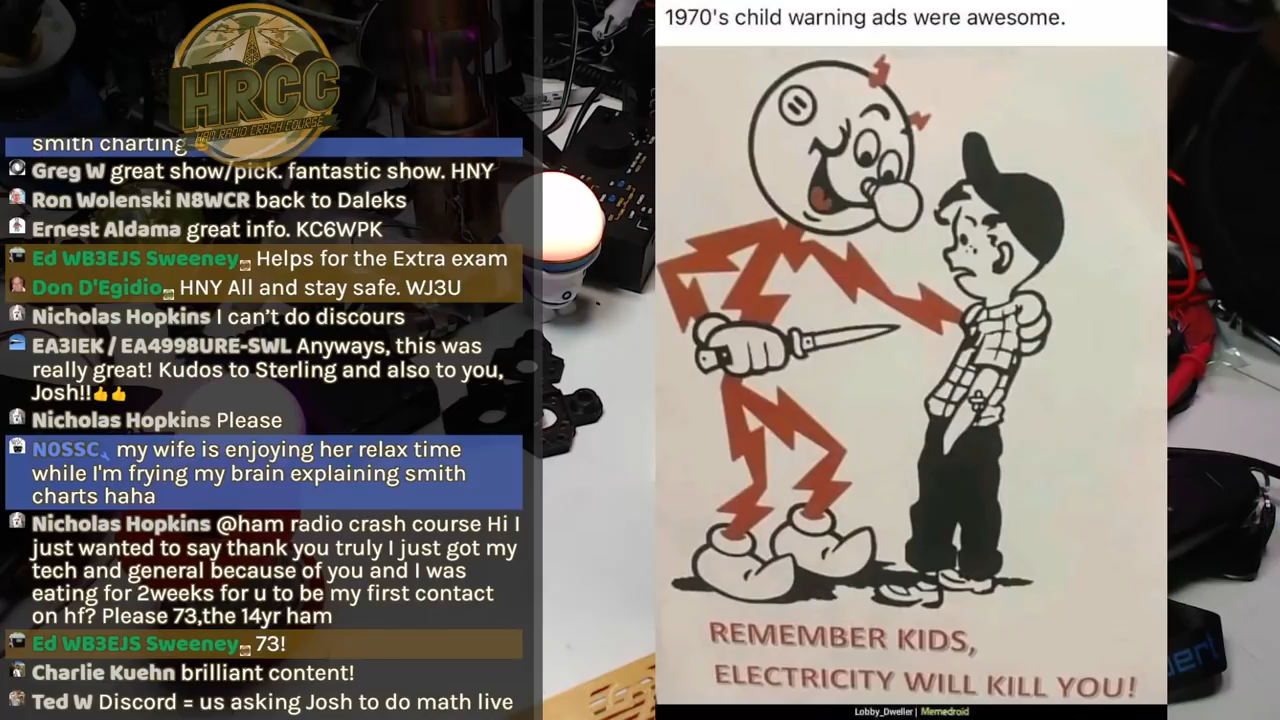 HRCC
HAM RADIO CRASH COURSE
smith charting
Greg W great show/pick. fantastic show. HNY
Ron Wolenski N8WCR back to Daleks
Ernest Aldama great info. KC6WPK
Ed WB3EJS Sweeney Helps for the Extra exam
Don D'Egidio HNY All and stay safe. WJ3U
Nicholas Hopkins I can’t do discours
EA3IEK / EA4998URE-SWL Anyways, this was
really great! Kudos to Sterling and also to you,
Josh!!👍👍
Nicholas Hopkins Please
N0SSC my wife is enjoying her relax time
while I'm frying my brain explaining smith
charts haha
Nicholas Hopkins @ham radio crash course Hi I
just wanted to say thank you truly I just got my
tech and general because of you and I was
eating for 2weeks for u to be my first contact
on hf? Please 73,the 14yr ham
Ed WB3EJS Sweeney 73!
Charlie Kuehn brilliant content!
Ted W Discord = us asking Josh to do math live
1970's child warning ads were awesome.
REMEMBER KIDS,
ELECTRICITY WILL KILL YOU!
Lobby_Dweller | Memedroid